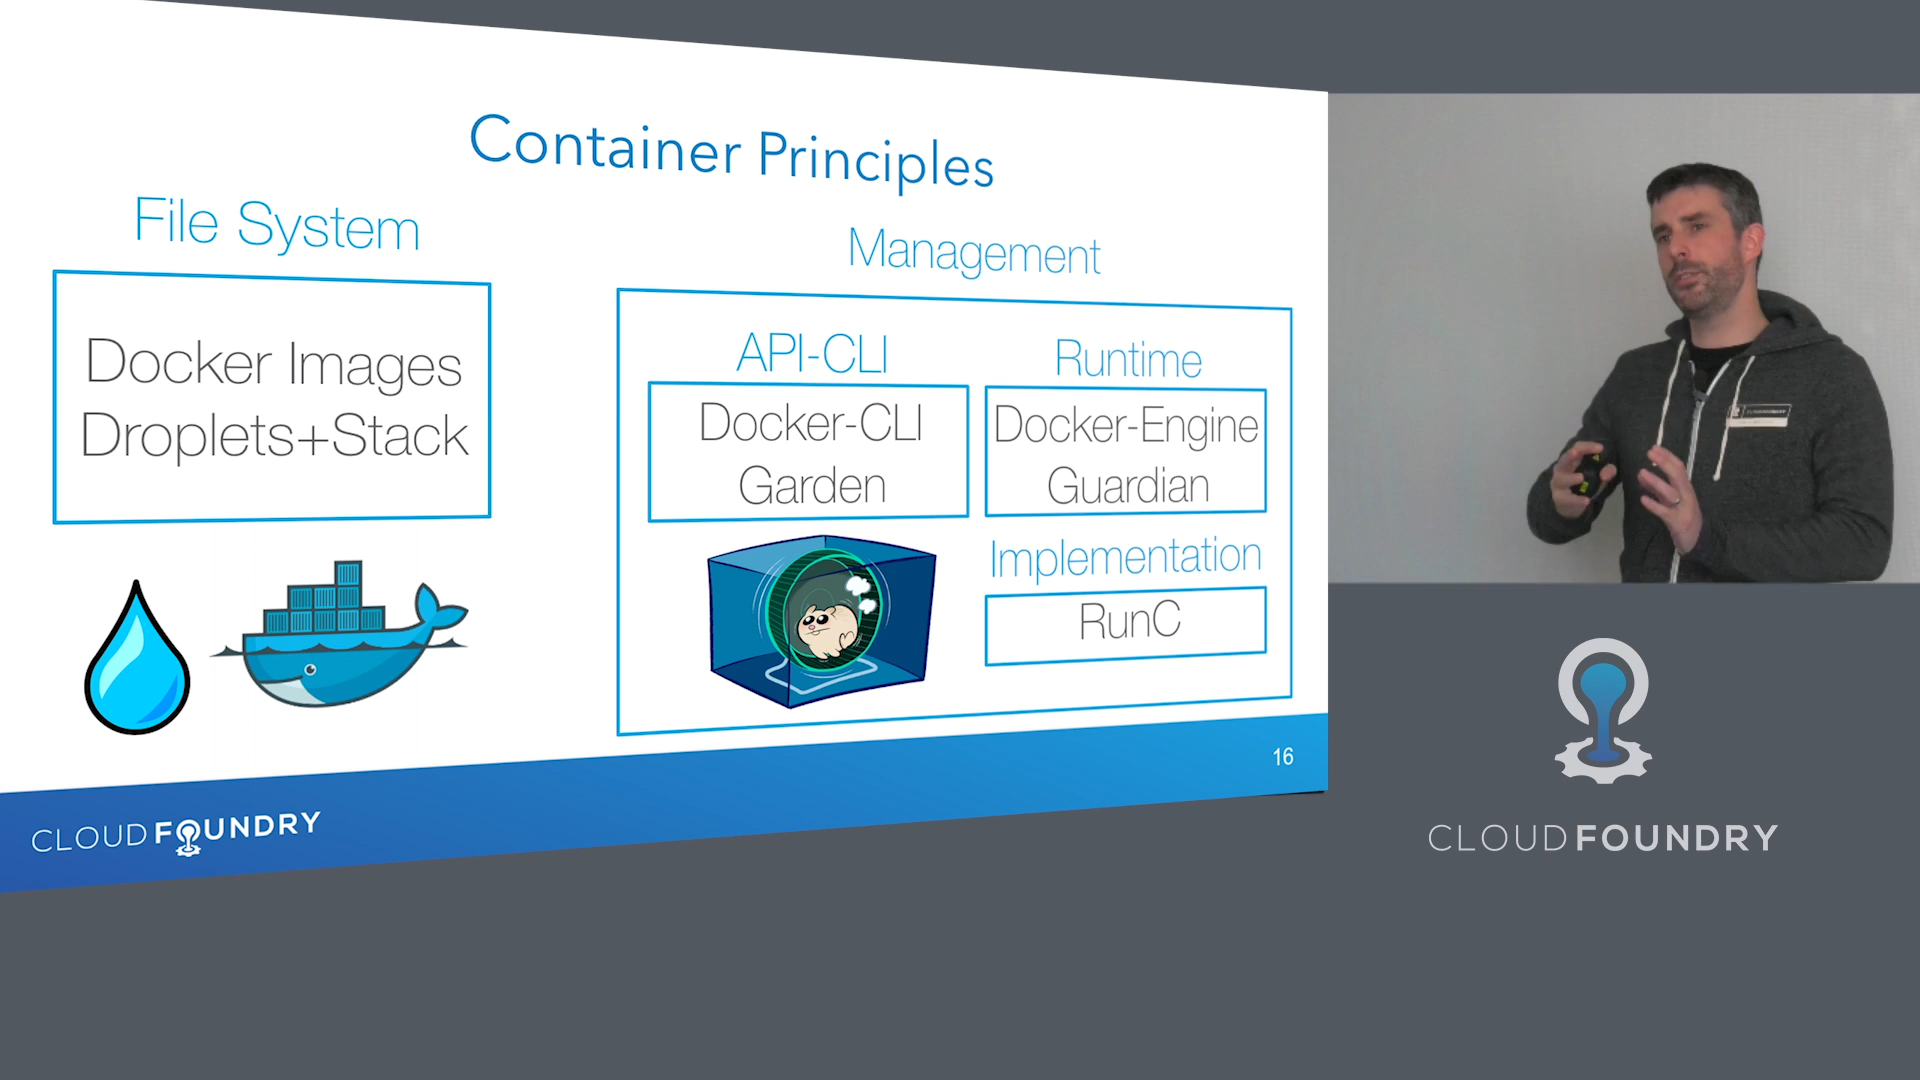 Container Principles
File System
Docker Images
Droplets+Stack
Management
API-CLI
Docker-CLI
Garden
Runtime
Docker-Engine
Guardian
Implementation
RunC
16
CLOUD FOUNDRY
CLOUD FOUNDRY